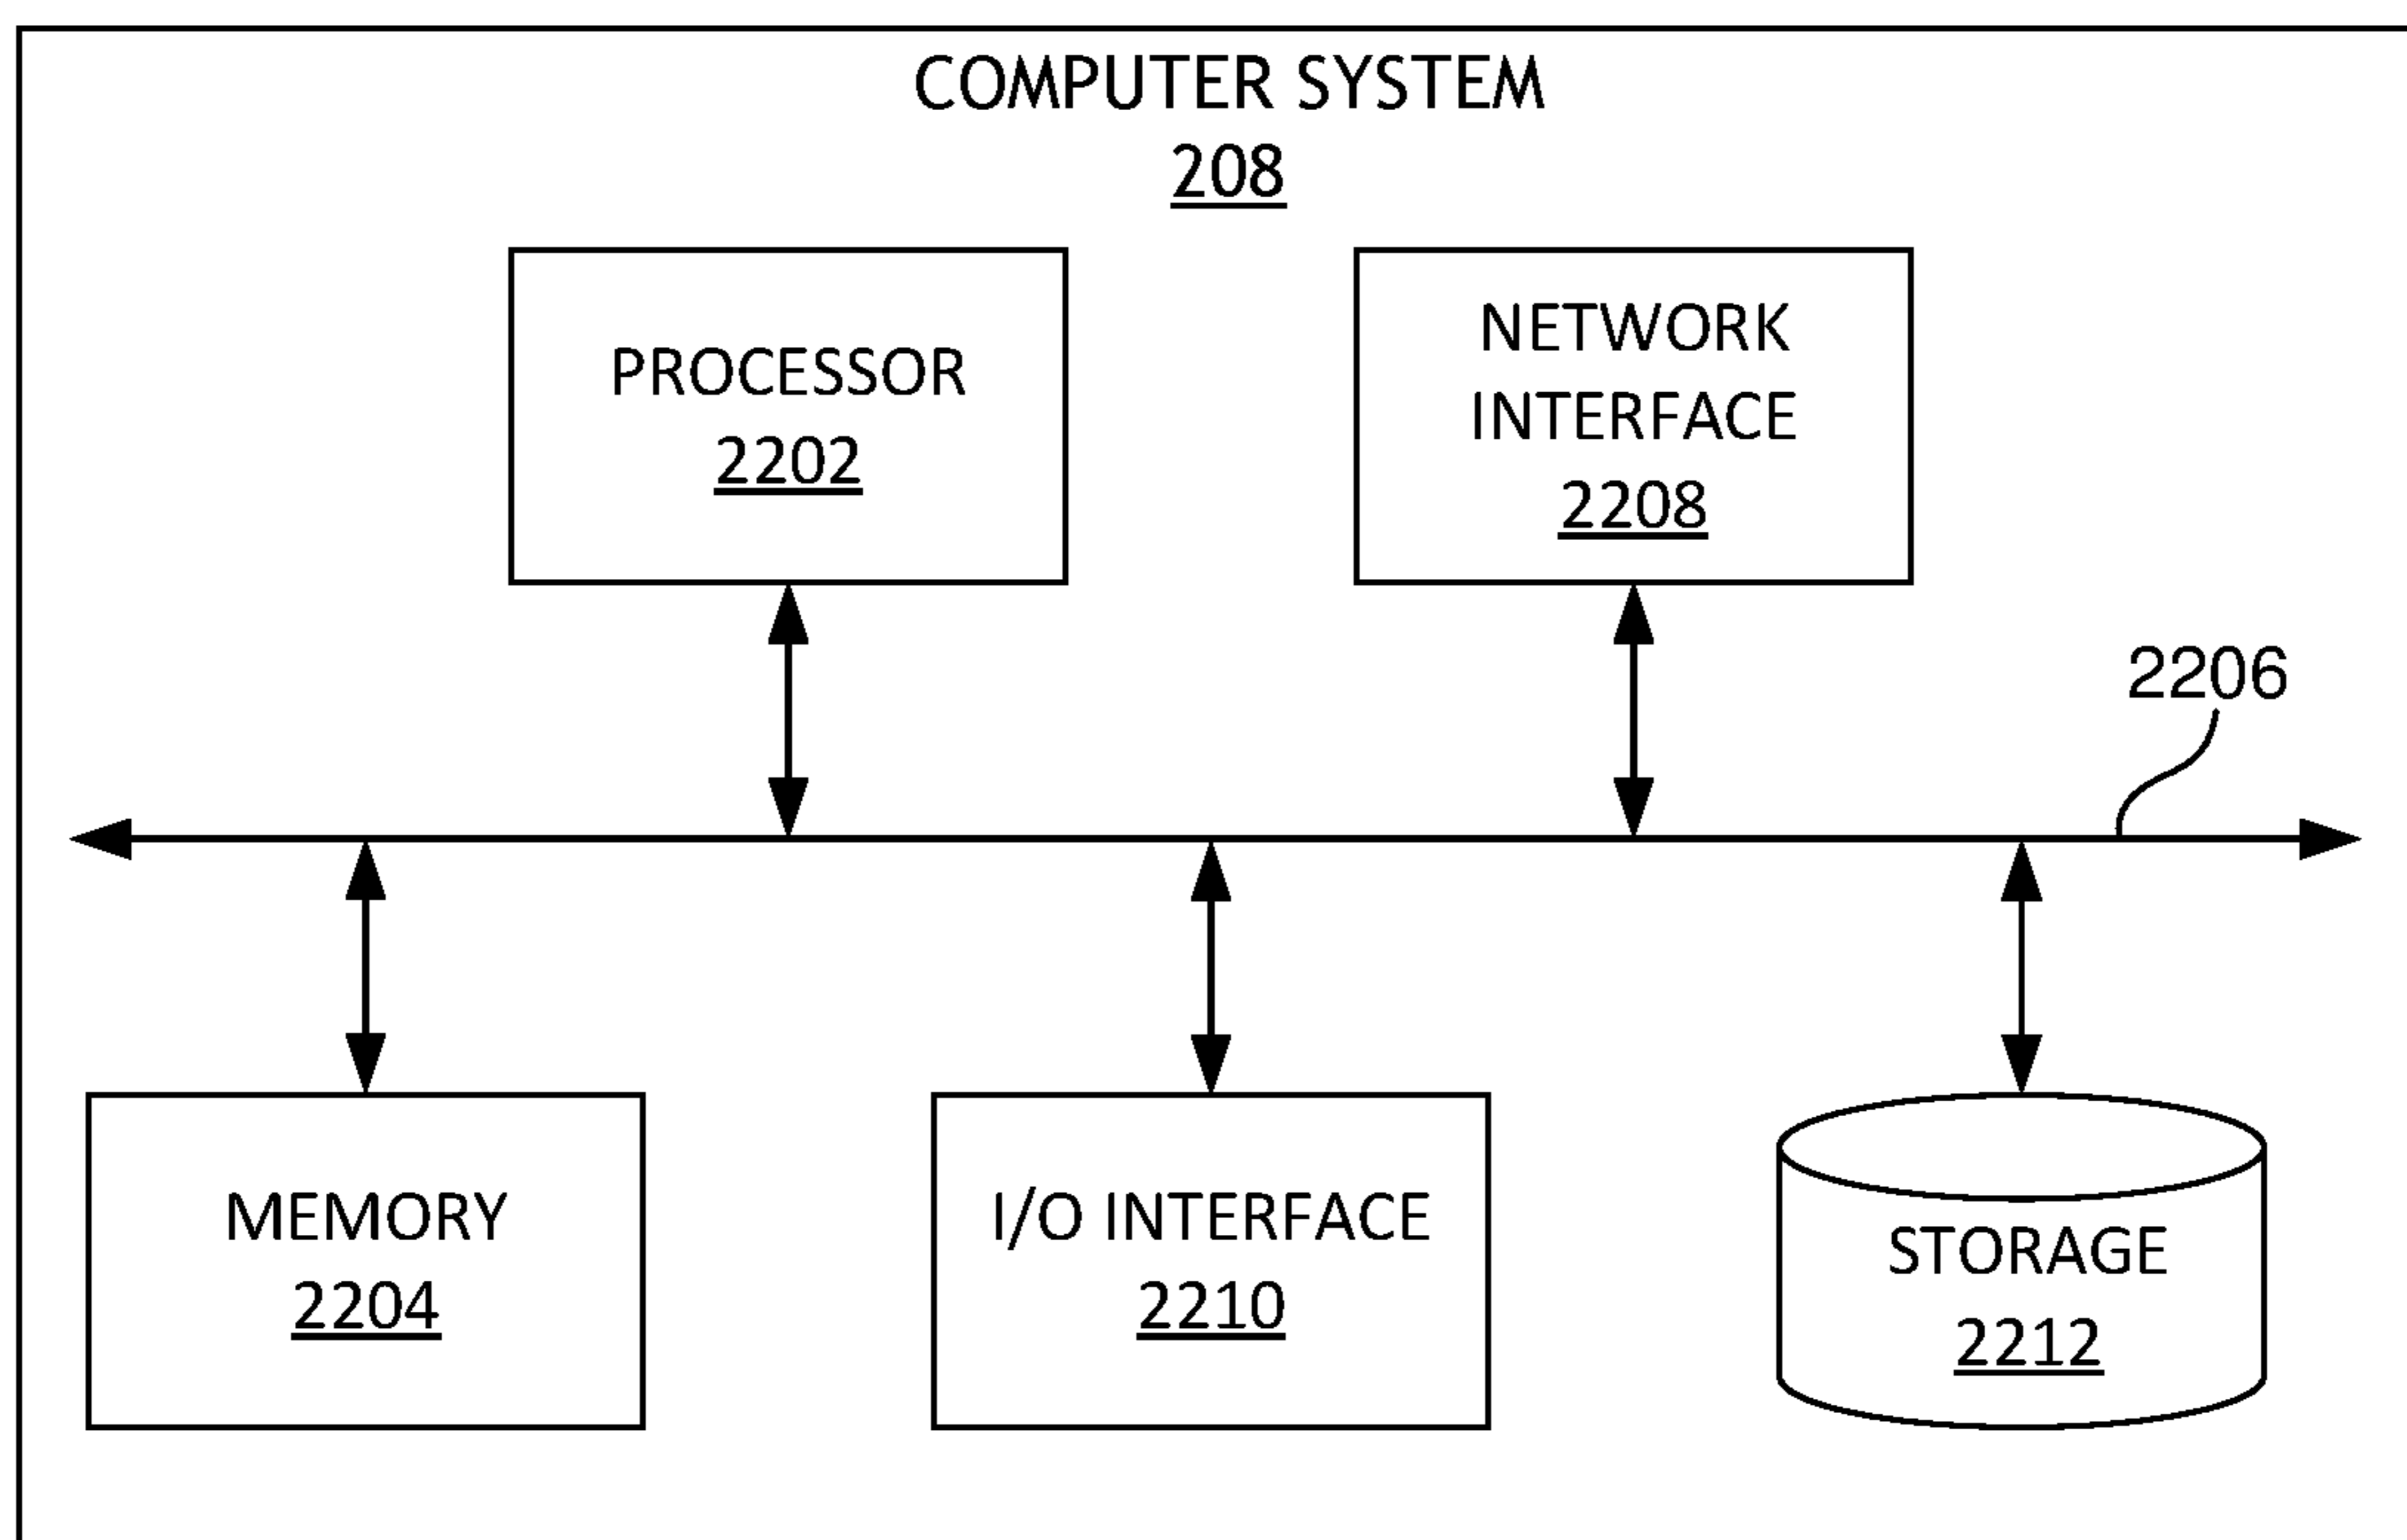 COMPUTER SYSTEM
208
PROCESSOR
2202
NETWORK
INTERFACE
2208
2206
MEMORY
2204
I/O INTERFACE
2210
STORAGE
2212